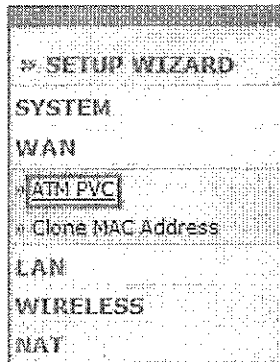 » SETUP WIZARD
SYSTEM
WAN
» ATM PVC
» Clone MAC Address
LAN
WIRELESS
NAT